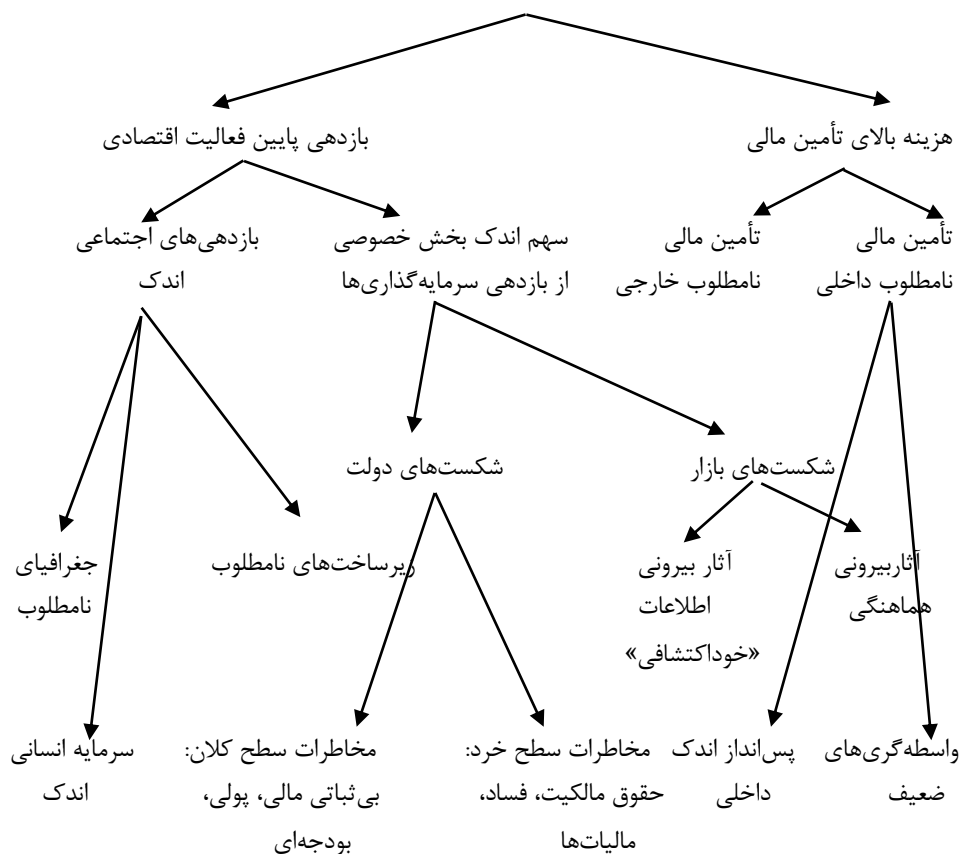 هزینه بالای تأمین مالی
بازدهی پایین فعالیت اقتصادی
تأمین مالی
نامطلوب داخلی
تأمین مالی
نامطلوب خارجی
سهم اندک بخش خصوصی
از بازدهی سرمایه‌گذاری‌ها
بازدهی‌های اجتماعی
اندک
شکست‌های بازار
شکست‌های دولت
آثاربیرونی
هماهنگی
آثار بیرونی
اطلاعات
«خوداکتشافی»
زیرساخت‌های نامطلوب
جغرافیای
نامطلوب
واسطه‌گری‌های
ضعیف
پس‌انداز اندک
داخلی
مخاطرات سطح خرد:
حقوق مالکیت، فساد،
مالیات‌ها
مخاطرات سطح کلان:
بی‌ثباتی مالی، پولی،
بودجه‌ای
سرمایه انسانی
اندک